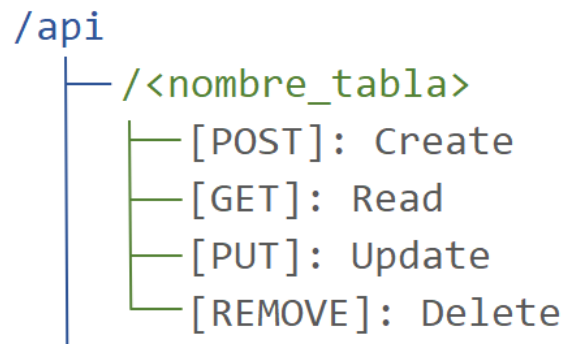 /api
/<nombre_tabla>
[POST]: Create
[GET]: Read
[PUT]: Update
[REMOVE]: Delete